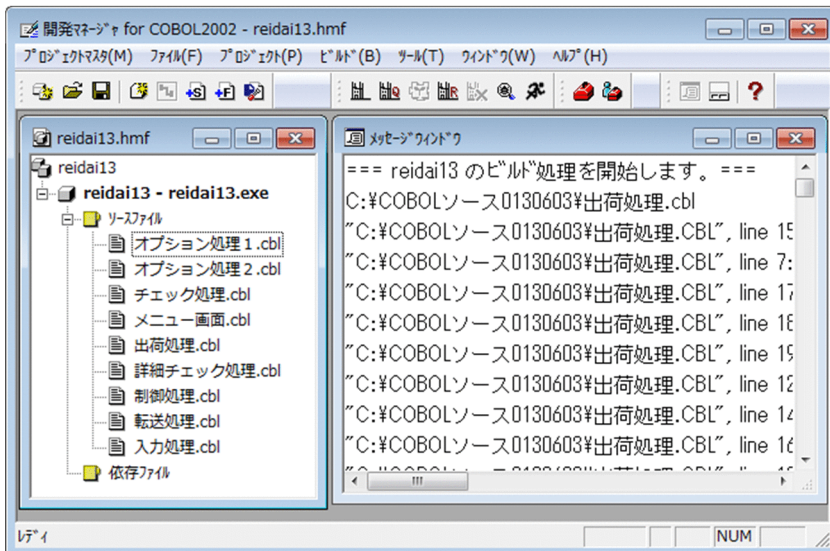 開発ﾏﾈｰｼﾞｬ for COBOL2002 - reidai13.hmf
ﾌﾟﾛｼﾞｪｸﾄﾏｽﾀ(M) ﾌｧｲﾙ(F) ﾌﾟﾛｼﾞｪｸﾄ(P) ﾋﾞﾙﾄﾞ(B) ﾂｰﾙ(T) ｳｨﾝﾄﾞｳ(W) ﾍﾙﾌﾟ(H)
reidai13.hmf
reidai13
reidai13 - reidai13.exe
ｿｰｽﾌｧｲﾙ
オプション処理１.cbl
オプション処理２.cbl
チェック処理.cbl
メニュー画面.cbl
出荷処理.cbl
詳細チェック処理.cbl
制御処理.cbl
転送処理.cbl
入力処理.cbl
依存ﾌｧｲﾙ
ﾒｯｾｰｼﾞｳｨﾝﾄﾞｳ
=== reidai13 のﾋﾞﾙﾄﾞ処理を開始します。 ===
C:¥COBOLソース0130603¥出荷処理.cbl
"C:¥COBOLソース0130603¥出荷処理.CBL", line 15
"C:¥COBOLソース0130603¥出荷処理.CBL", line 7:
"C:¥COBOLソース0130603¥出荷処理.CBL", line 17
"C:¥COBOLソース0130603¥出荷処理.CBL", line 18
"C:¥COBOLソース0130603¥出荷処理.CBL", line 19
"C:¥COBOLソース0130603¥出荷処理.CBL", line 12
"C:¥COBOLソース0130603¥出荷処理.CBL", line 14
"C:¥COBOLソース0130603¥出荷処理.CBL", line 16
ﾚﾃﾞｨ
NUM